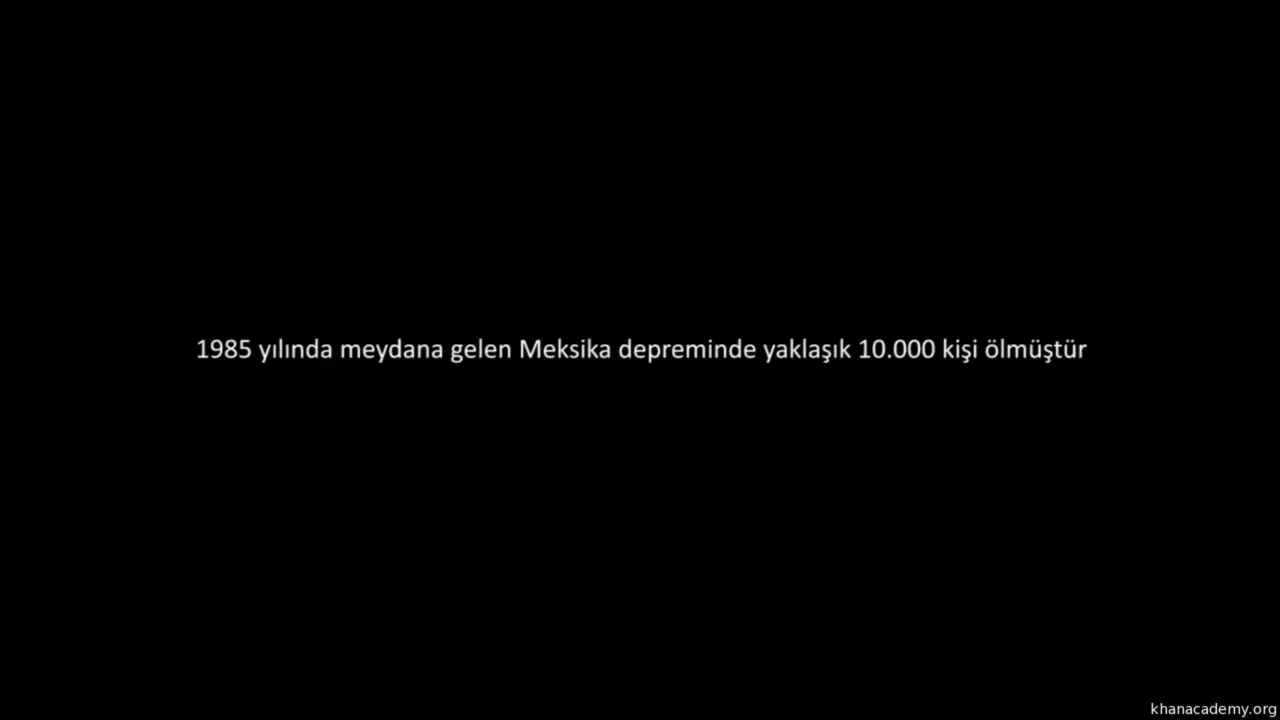 1985 yılında meydana gelen Meksika depreminde yaklaşık 10.000 kişi ölmüştür
khanacademy.org